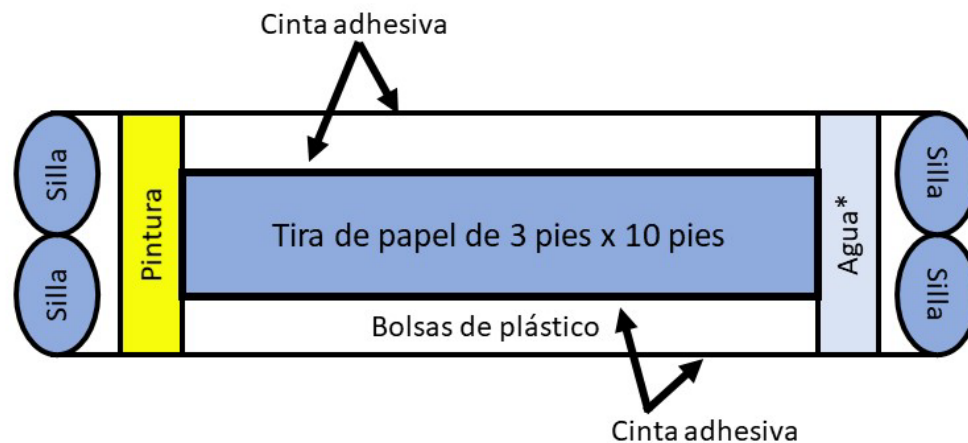 Cinta adhesiva
Silla
Silla
Pintura
Tira de papel de 3 pies x 10 pies
Agua*
Silla
Silla
Bolsas de plástico
Cinta adhesiva